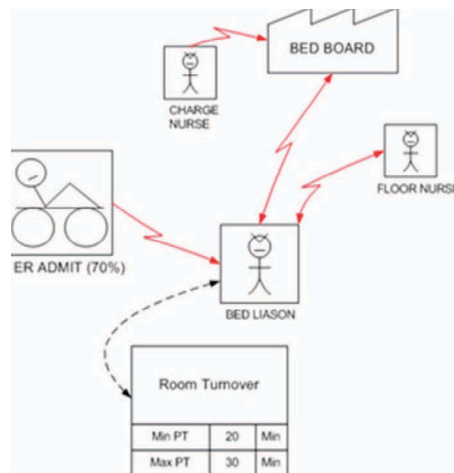 BED BOARD
CHARGE
NURSE
FLOOR NURSE
ER ADMIT (70%)
BED LIASON
Room Turnover
Min PT 20 Min
Max PT 30 Min